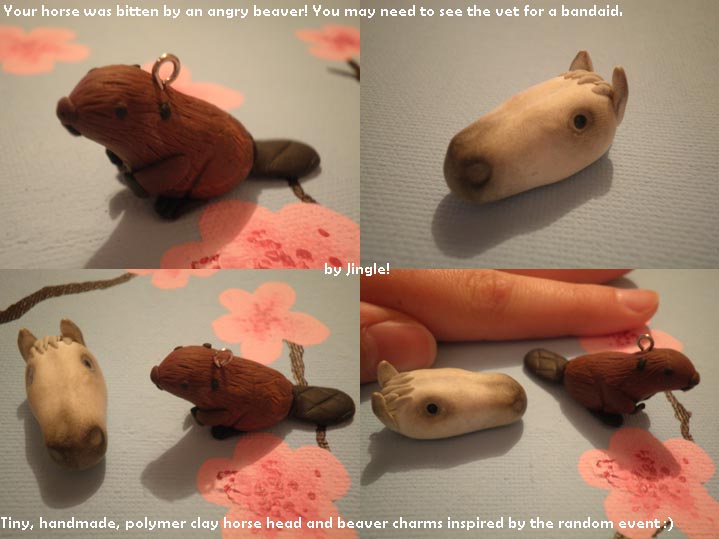 Your horse was bitten by an angry beaver! You may need to see the vet for a bandaid.
by Jingle!
Tiny, handmade, polymer clay horse head and beaver charms inspired by the random event :)